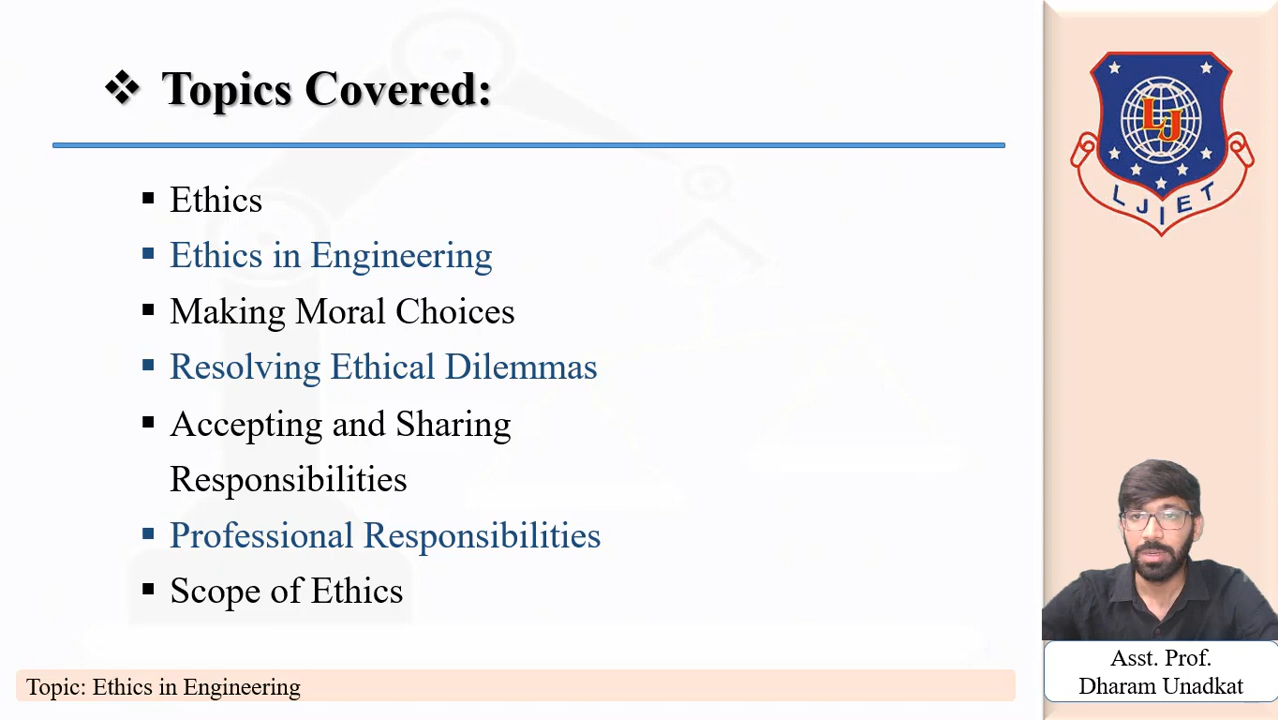 Topics Covered:
Ethics
Ethics in Engineering
Making Moral Choices
Resolving Ethical Dilemmas
Accepting and Sharing
Responsibilities
Professional Responsibilities
Scope of Ethics
Topic: Ethics in Engineering
LJ
LJIET
Asst. Prof.
Dharam Unadkat